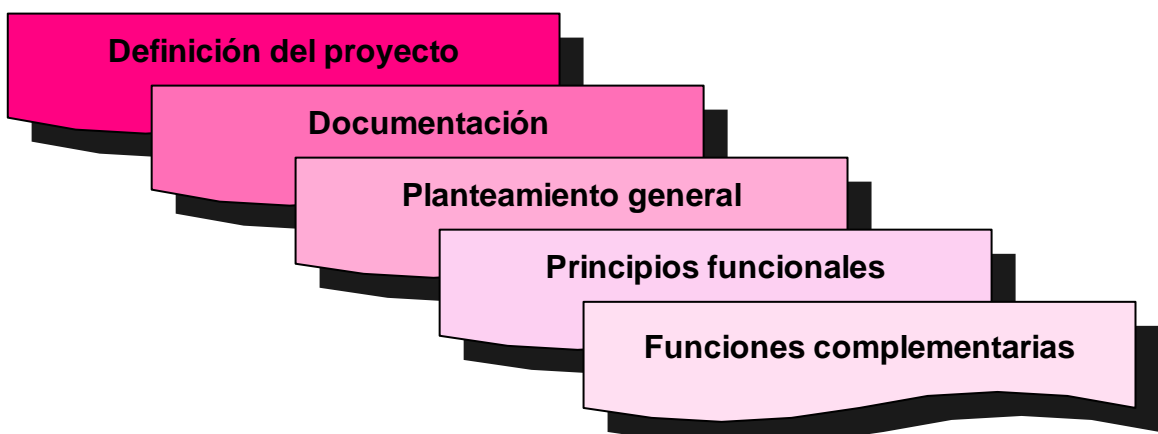 Definición del proyecto
Documentación
Planteamiento general
Principios funcionales
Funciones complementarias